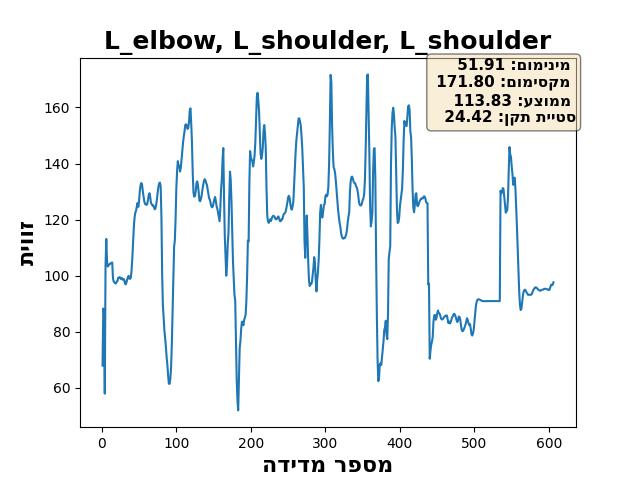 L_elbow, L_shoulder, L_shoulder
מינימום: 51.91
מקסימום: 171.80
ממוצע: 113.83
סטיית תקן: 24.42
זווית
160
140
120
100
80
60
0 100 200 300 400 500 600
מספר מדידה